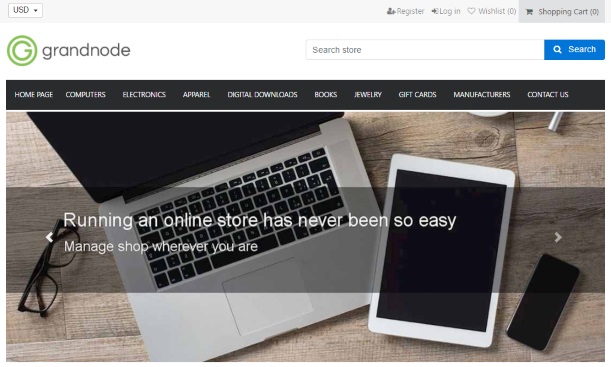 USD
Register Log in Wishlist (0) Shopping Cart (0)
grandnode
Search store
Search
HOME PAGE COMPUTERS ELECTRONICS APPAREL DIGITAL DOWNLOADS BOOKS JEWELRY GIFT CARDS MANUFACTURERS CONTACT US
Running an online store has never been so easy
Manage shop wherever you are